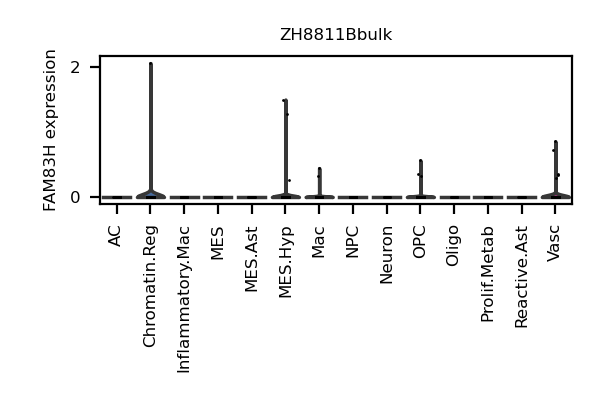 ZH8811Bbulk
FAM83H expression
2
0
AC
Chromatin.Reg
Inflammatory.Mac
MES
MES.Ast
MES.Hyp
Mac
NPC
Neuron
OPC
Oligo
Prolif.Metab
Reactive.Ast
Vasc